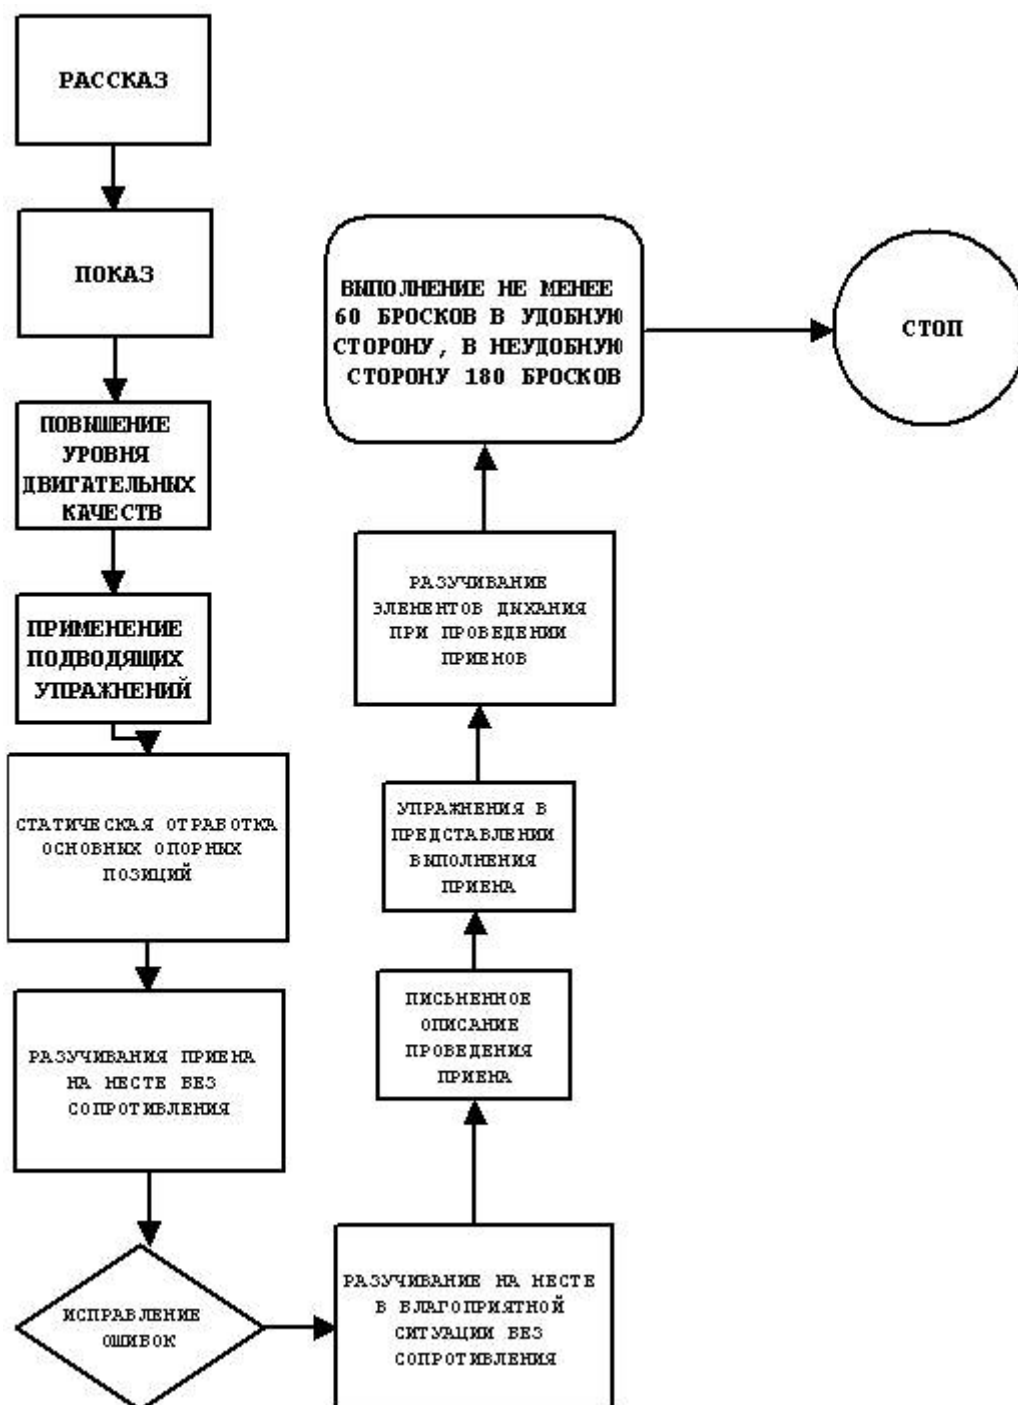 РАССКАЗ
ПОКАЗ
ПОВЫШЕНИЕ
УРОВНЯ
ДВИГАТЕЛЬНЫХ
КАЧЕСТВ
ПРИМЕНЕНИЕ
ПОДВОДЯЩИХ
УПРАЖНЕНИЙ
СТАТИЧЕСКАЯ ОТРАБОТКА
ОСНОВНЫХ ОПОРНЫХ
ПОЗИЦИЙ
РАЗУЧИВАНИЯ ПРИЕМА
НА МЕСТЕ БЕЗ
СОПРОТИВЛЕНИЯ
ИСПРАВЛЕНИЕ
ОШИБОК
РАЗУЧИВАНИЕ НА МЕСТЕ
В БЛАГОПРИЯТНОЙ
СИТУАЦИИ БЕЗ
СОПРОТИВЛЕНИЯ
ПИСЬМЕННОЕ
ОПИСАНИЕ
ПРОВЕДЕНИЯ
ПРИЕМА
УПРАЖНЕНИЯ В
ПРЕДСТАВЛЕНИИ
ВЫПОЛНЕНИЯ
ПРИЕМА
РАЗУЧИВАНИЕ
ЭЛЕМЕНТОВ ДЫХАНИЯ
ПРИ ПРОВЕДЕНИИ
ПРИЕМОВ
ВЫПОЛНЕНИЕ НЕ МЕНЕЕ
60 БРОСКОВ В УДОБНУЮ
СТОРОНУ, В НЕУДОБНУЮ
СТОРОНУ 180 БРОСКОВ
СТОП